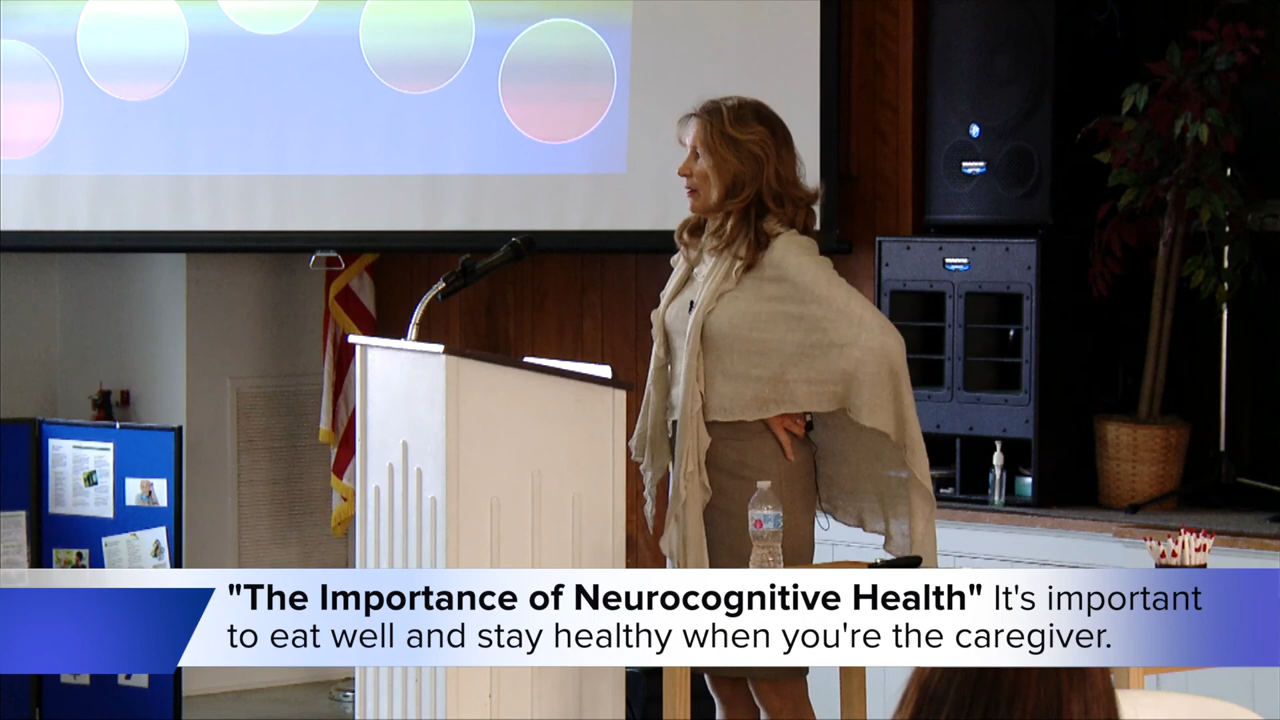 "The Importance of Neurocognitive Health" It's important
to eat well and stay healthy when you're the caregiver.